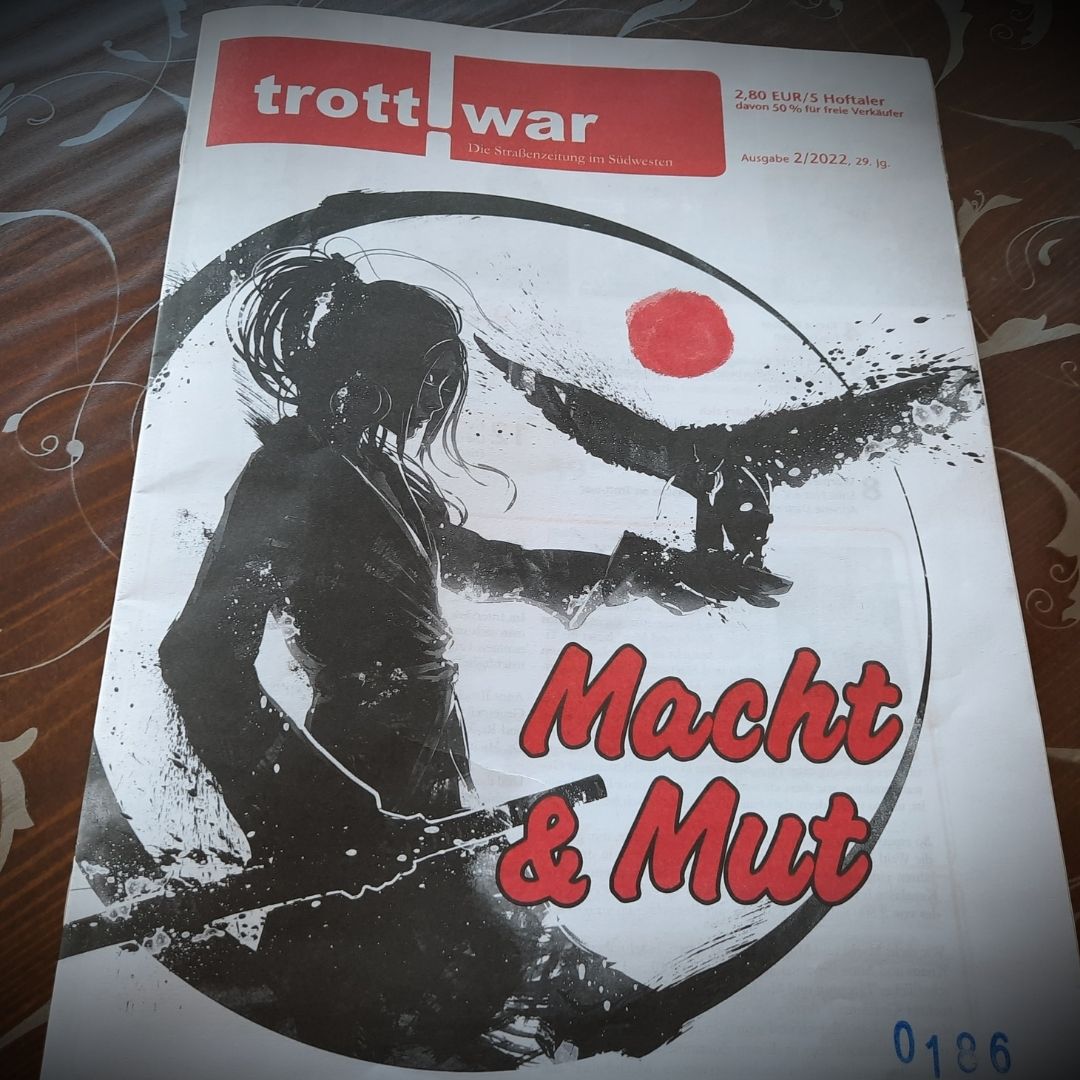 trott!war
Die Straßenzeitung im Südwesten
2,80 EUR/5 Hoftaler
davon 50 % für freie Verkäufer
Ausgabe 2/2022, 29. Jg.
Macht
& Mut
0186